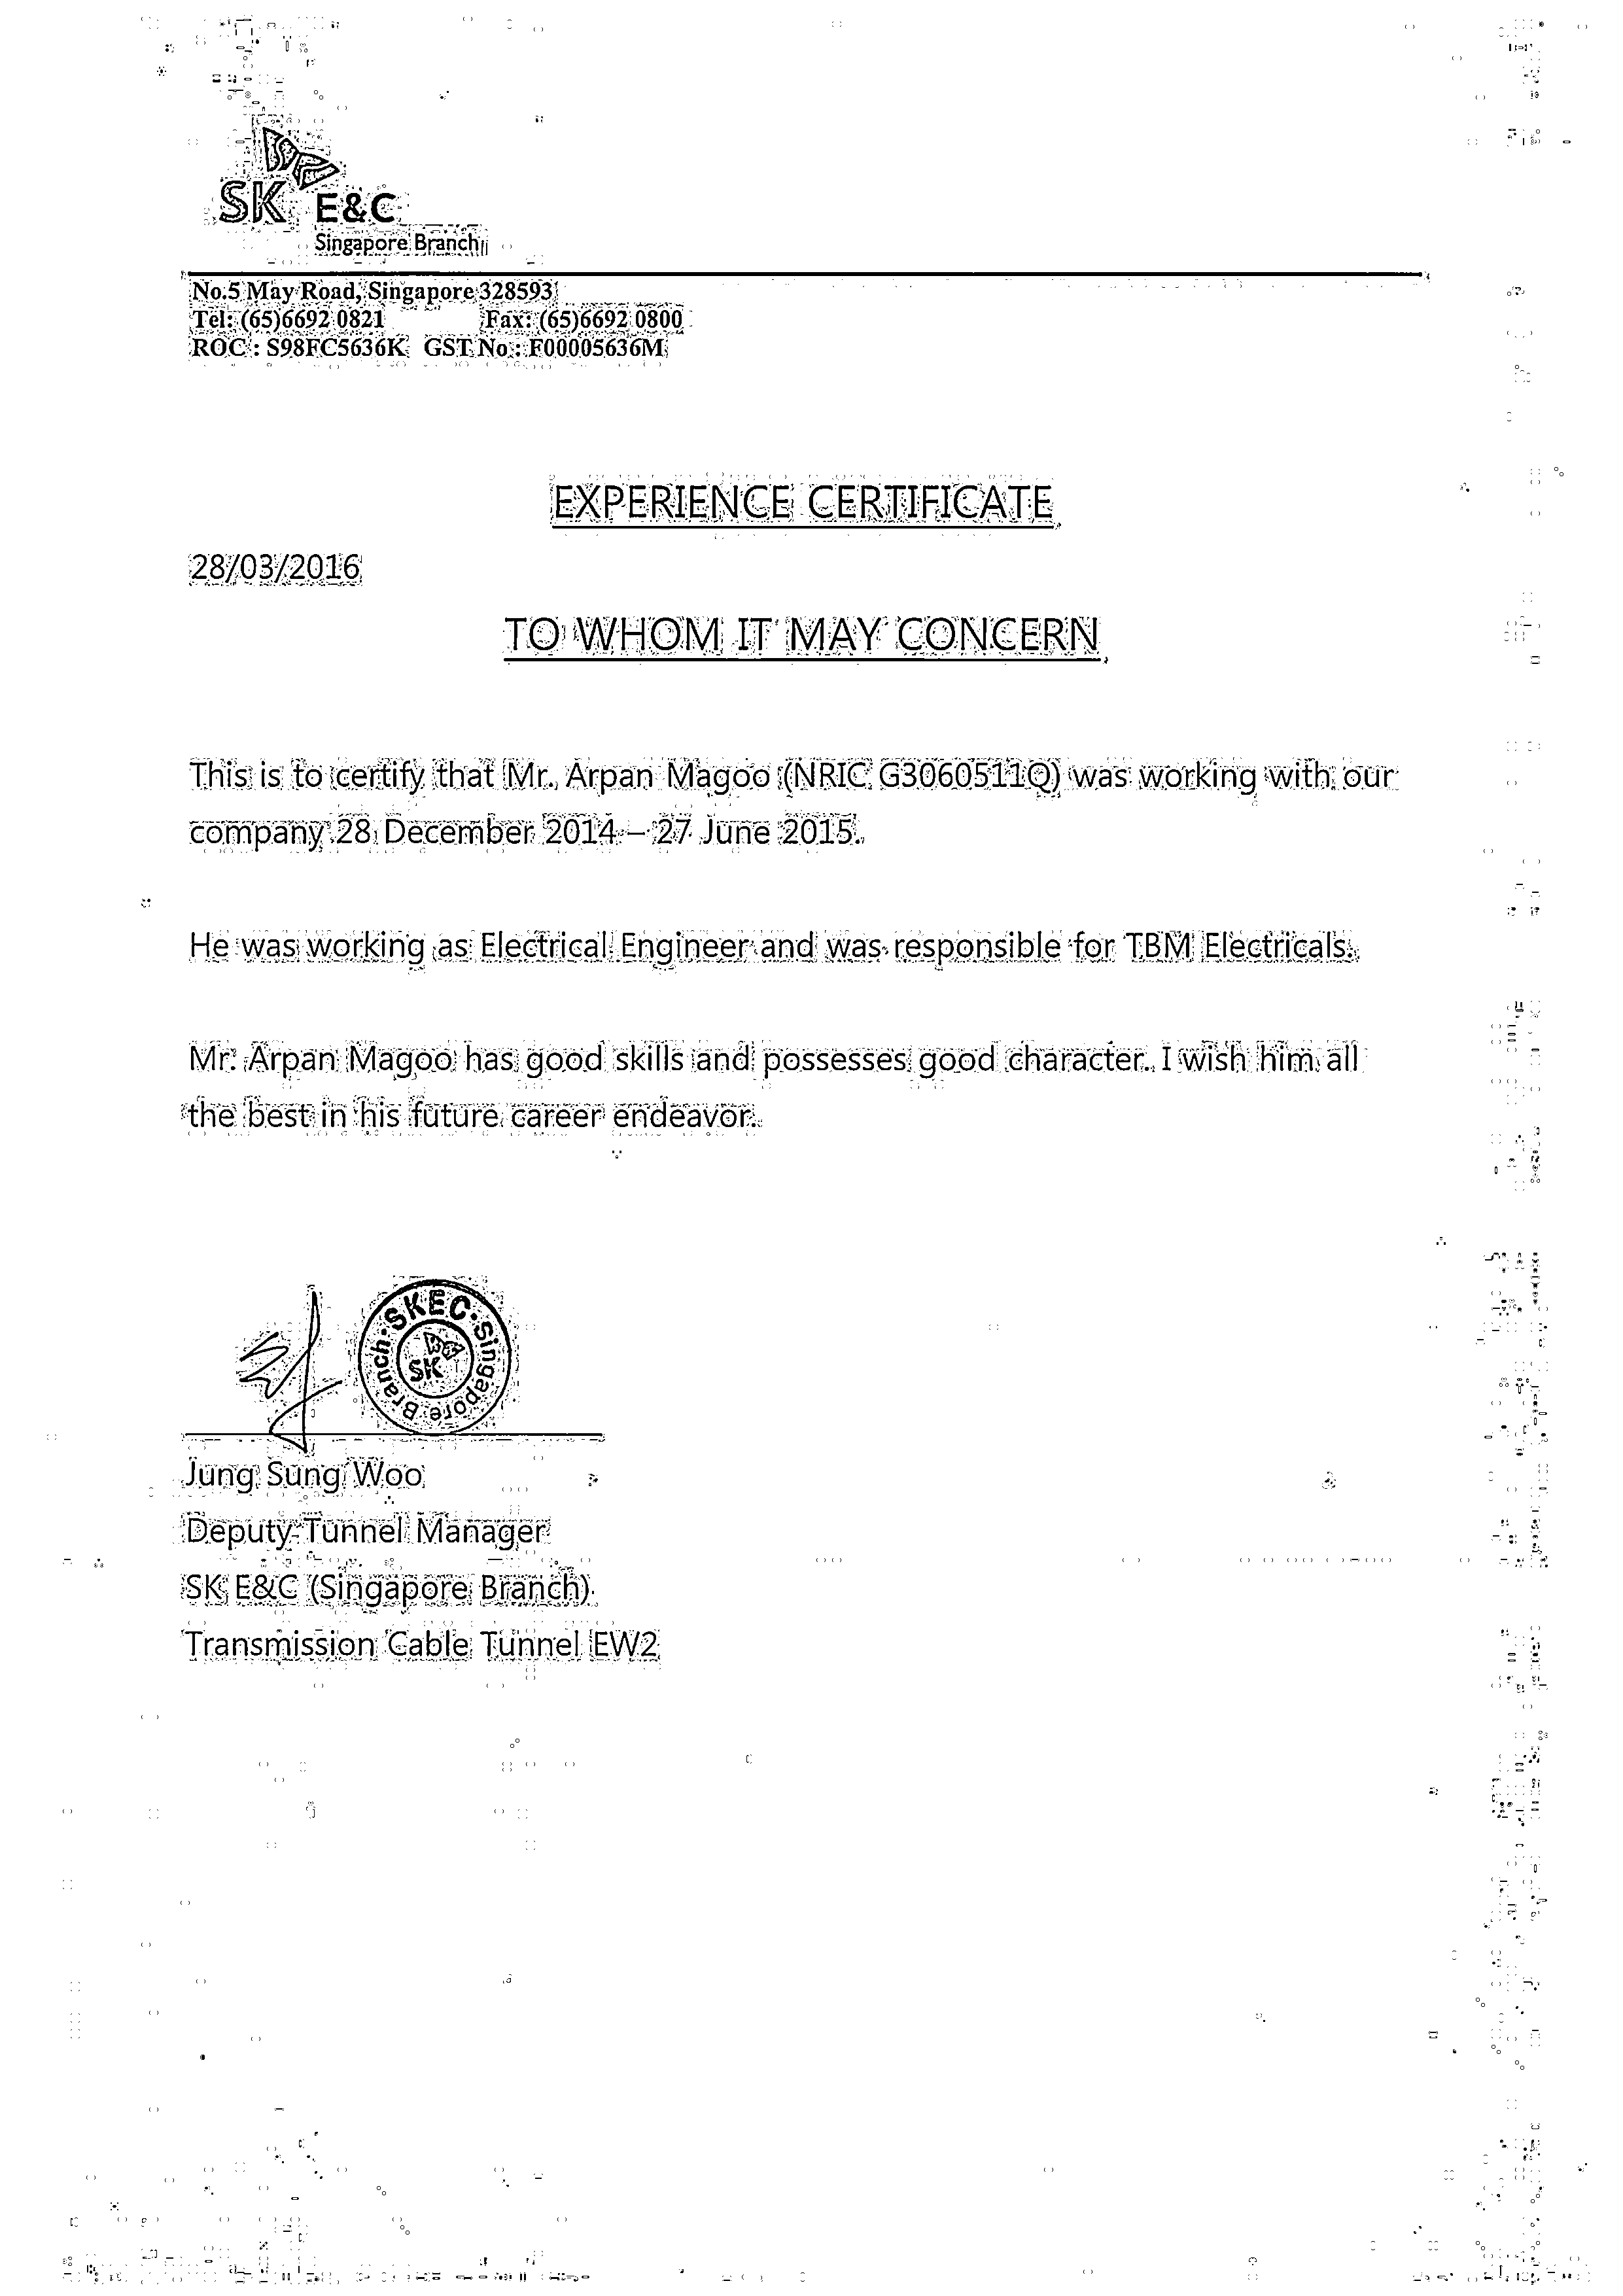 SK E&C
Singapore Branch
No.5 May Road, Singapore 328593
Tel: (65)6692 0821 Fax: (65)6692 0800
ROC : S98FC5636K GST No : F00005636M
EXPERIENCE CERTIFICATE
28/03/2016
TO WHOM IT MAY CONCERN
This is to certify that Mr. Arpan Magoo (NRIC G3060511Q) was working with our
company 28 December 2014 – 27 June 2015.
He was working as Electrical Engineer and was responsible for TBM Electricals.
Mr. Arpan Magoo has good skills and possesses good character. I wish him all
the best in his future career endeavor.
SKEC · Singapore Branch ·
SK
Jung Sung Woo
Deputy Tunnel Manager
SK E&C (Singapore Branch)
Transmission Cable Tunnel EW2